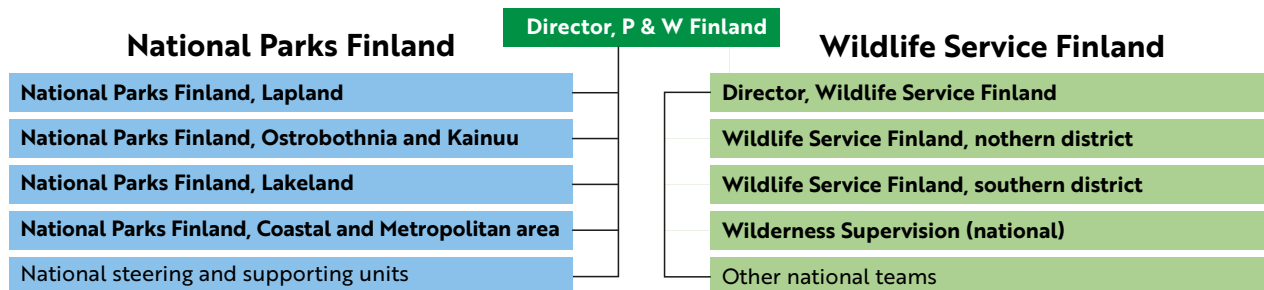 Director, P & W Finland
National Parks Finland
National Parks Finland, Lapland
National Parks Finland, Ostrobothnia and Kainuu
National Parks Finland, Lakeland
National Parks Finland, Coastal and Metropolitan area
National steering and supporting units
Wildlife Service Finland
Director, Wildlife Service Finland
Wildlife Service Finland, nothern district
Wildlife Service Finland, southern district
Wilderness Supervision (national)
Other national teams